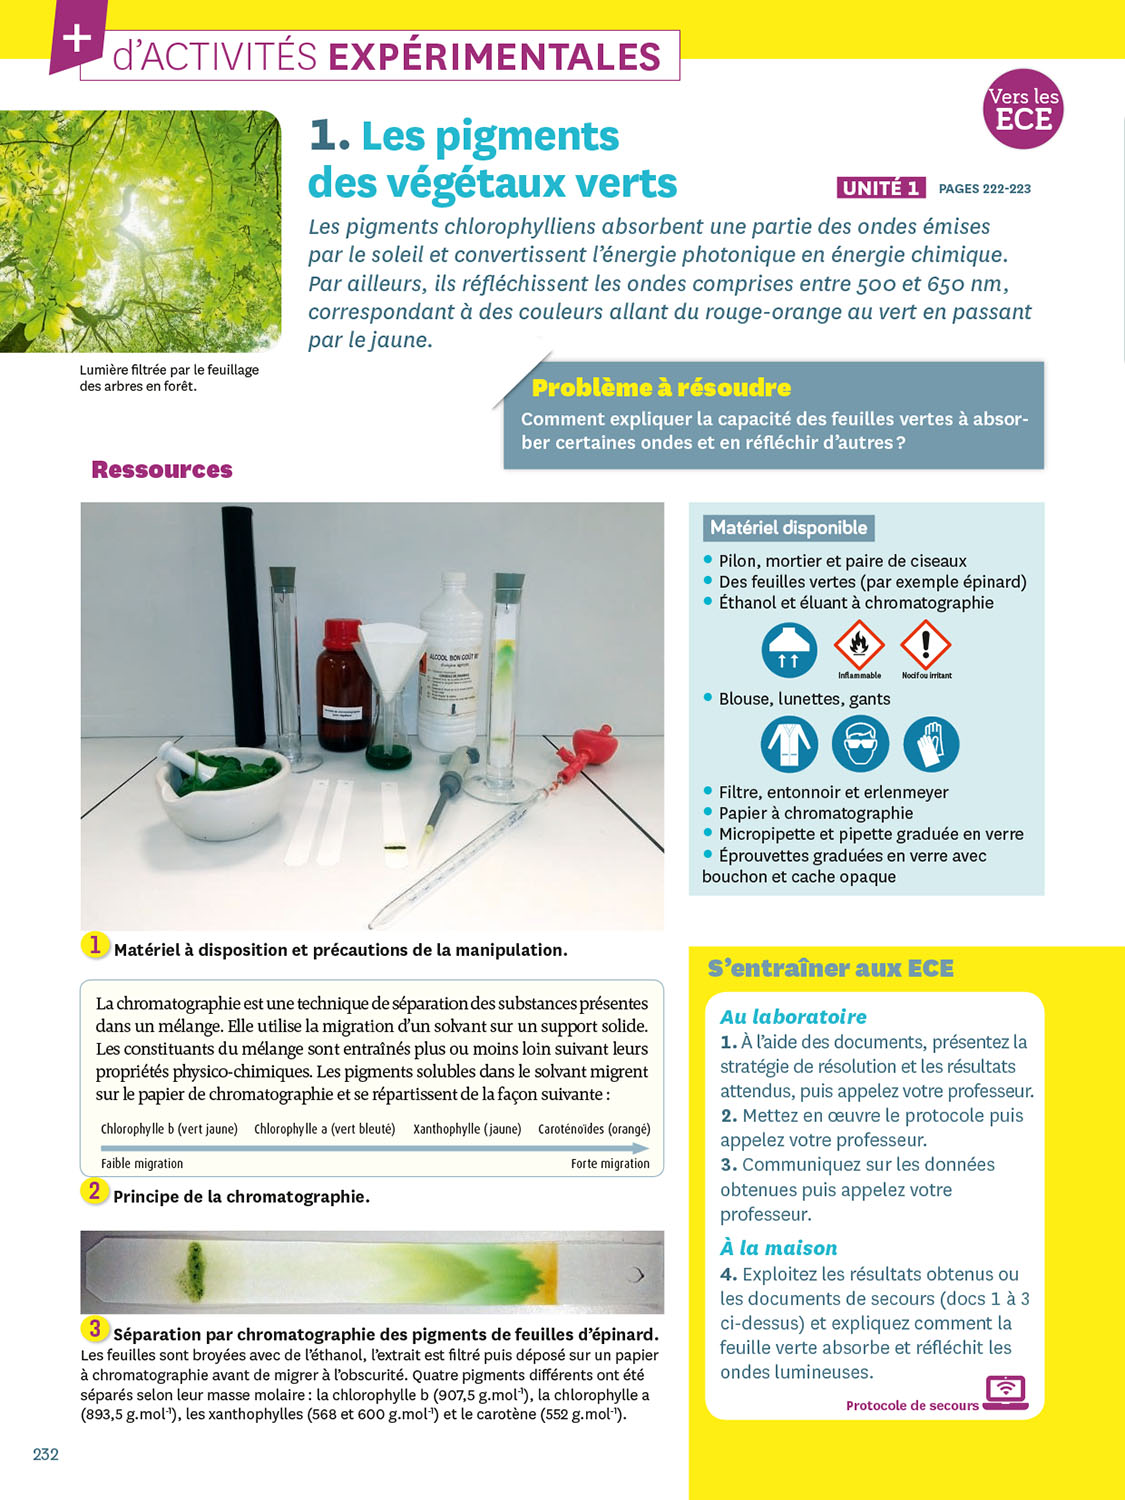 +
d'ACTIVITÉS EXPÉRIMENTALES
Vers les
ECE
1. Les pigments
des végétaux verts
UNITÉ 1 PAGES 222-223
Les pigments chlorophylliens absorbent une partie des ondes émises
par le soleil et convertissent l'énergie photonique en énergie chimique.
Par ailleurs, ils réfléchissent les ondes comprises entre 500 et 650 nm,
correspondant à des couleurs allant du rouge-orange au vert en passant
par le jaune.
Lumière filtrée par le feuillage
des arbres en forêt.
Problème à résoudre
Comment expliquer la capacité des feuilles vertes à absor-
ber certaines ondes et en réfléchir d'autres ?
Ressources
ALCOOL BON GOÛT
Matériel disponible
• Pilon, mortier et paire de ciseaux
• Des feuilles vertes (par exemple épinard)
• Éthanol et éluant à chromatographie
Inflammable
Nocif ou irritant
• Blouse, lunettes, gants
• Filtre, entonnoir et erlenmeyer
• Papier à chromatographie
• Micropipette et pipette graduée en verre
• Éprouvettes graduées en verre avec
bouchon et cache opaque
1 Matériel à disposition et précautions de la manipulation.
La chromatographie est une technique de séparation des substances présentes
dans un mélange. Elle utilise la migration d'un solvant sur un support solide.
Les constituants du mélange sont entraînés plus ou moins loin suivant leurs
propriétés physico-chimiques. Les pigments solubles dans le solvant migrent
sur le papier de chromatographie et se répartissent de la façon suivante :
Chlorophylle b (vert jaune) Chlorophylle a (vert bleuté) Xanthophylle (jaune) Caroténoïdes (orangé)
Faible migration Forte migration
2 Principe de la chromatographie.
3 Séparation par chromatographie des pigments de feuilles d'épinard.
Les feuilles sont broyées avec de l'éthanol, l'extrait est filtré puis déposé sur un papier
à chromatographie avant de migrer à l'obscurité. Quatre pigments différents ont été
séparés selon leur masse molaire : la chlorophylle b (907,5 g.mol⁻¹), la chlorophylle a
(893,5 g.mol⁻¹), les xanthophylles (568 et 600 g.mol⁻¹) et le carotène (552 g.mol⁻¹).
S'entraîner aux ECE
Au laboratoire
1. À l'aide des documents, présentez la
stratégie de résolution et les résultats
attendus, puis appelez votre professeur.
2. Mettez en œuvre le protocole puis
appelez votre professeur.
3. Communiquez sur les données
obtenues puis appelez votre
professeur.
À la maison
4. Exploitez les résultats obtenus ou
les documents de secours (docs 1 à 3
ci-dessus) et expliquez comment la
feuille verte absorbe et réfléchit les
ondes lumineuses.
Protocole de secours
232